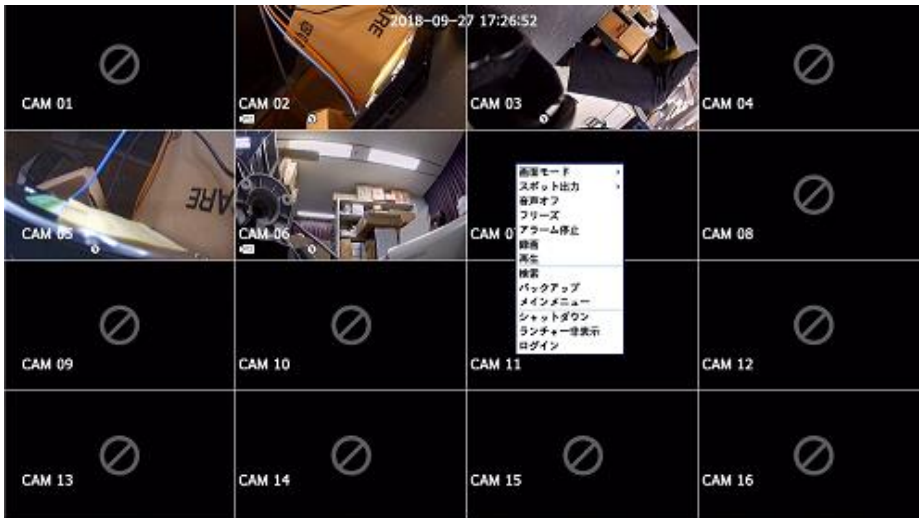 2018-09-27 17:26:52
CAM 01
CAM 02
CAM 03
CAM 04
CAM 05
CAM 06
CAM 0
CAM 08
画面モード
スポット出力
音声オフ
フリーズ
アラーム停止
録画
再生
検索
バックアップ
メインメニュー
シャットダウン
ランチャー非表示
ログイン
CAM 09
CAM 10
CAM 11
CAM 12
CAM 13
CAM 14
CAM 15
CAM 16